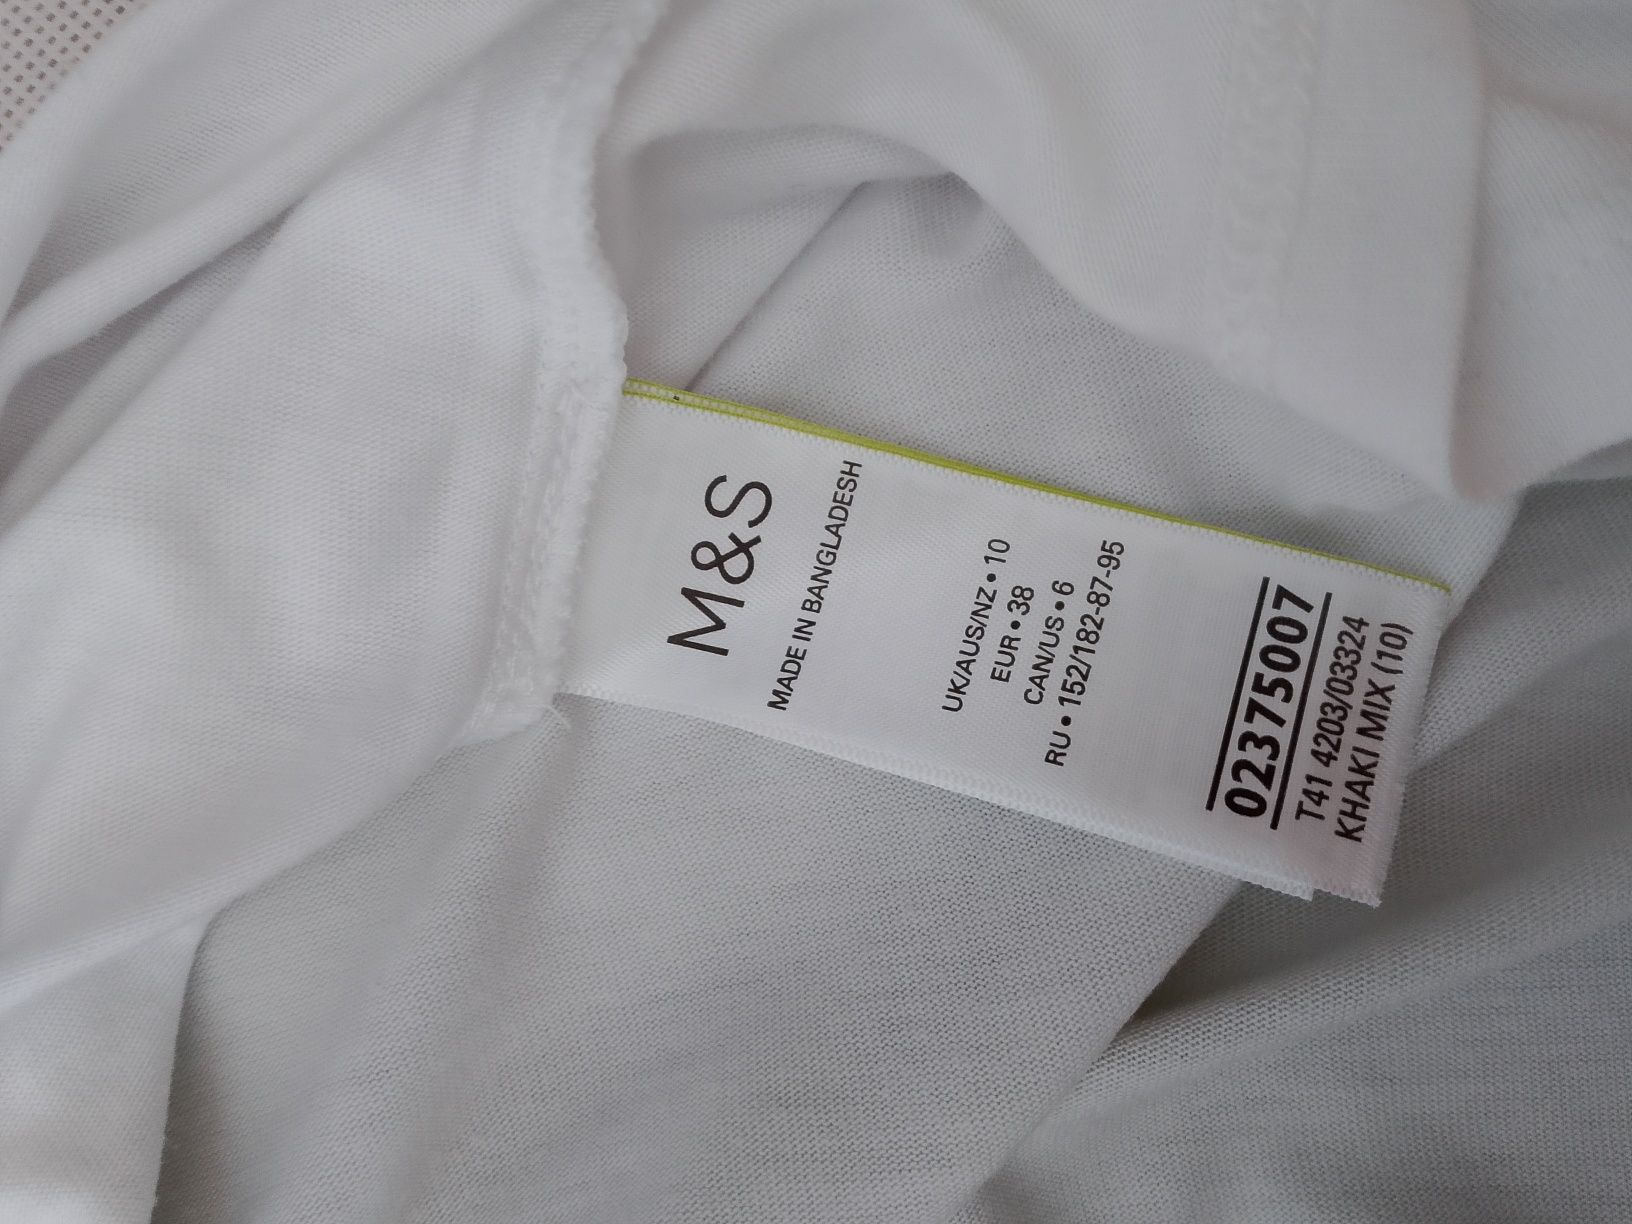 M&S
MADE IN BANGLADESH
UK/AUS/NZ • 10
EUR • 38
CAN/US • 6
RU • 152/182-87-95
02375007
T41 4203/03324
KHAKI MIX (10)